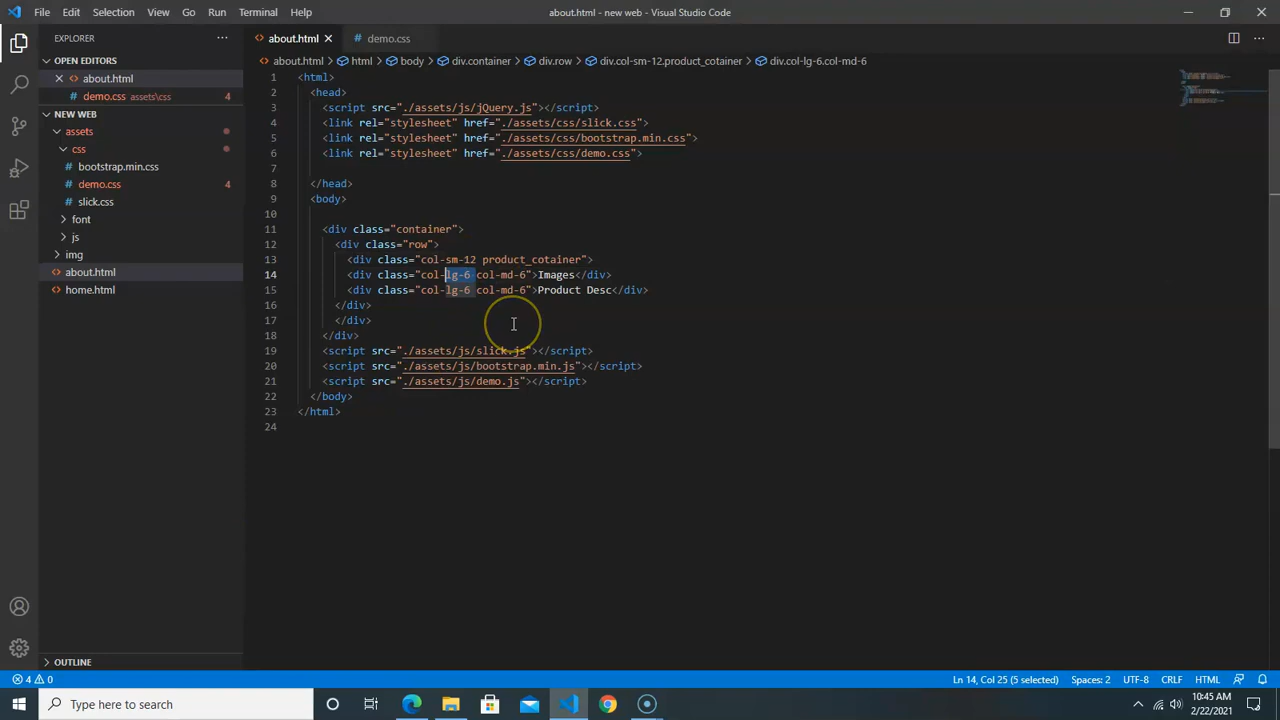 File Edit Selection View Go Run Terminal Help about.html - new web - Visual Studio Code
EXPLORER ··· <> about.html × # demo.css
OPEN EDITORS
<> about.html > html > body > div.container > div.row > div.col-sm-12.product_cotainer > div.col-lg-6.col-md-6
× <> about.html
# demo.css assets\css 4
NEW WEB
assets
css
# bootstrap.min.css
# demo.css 4
# slick.css
font
js
img
<> about.html
<> home.html
OUTLINE
1 <html>
2 <head>
3 <script src="./assets/js/jQuery.js"></script>
4 <link rel="stylesheet" href="./assets/css/slick.css">
5 <link rel="stylesheet" href="./assets/css/bootstrap.min.css">
6 <link rel="stylesheet" href="./assets/css/demo.css">
7
8 </head>
9 <body>
10
11 <div class="container">
12 <div class="row">
13 <div class="col-sm-12 product_cotainer">
14 <div class="col-lg-6 col-md-6">Images</div>
15 <div class="col-lg-6 col-md-6">Product Desc</div>
16 </div>
17 </div>
18 </div>
19 <script src="./assets/js/slick.js"></script>
20 <script src="./assets/js/bootstrap.min.js"></script>
21 <script src="./assets/js/demo.js"></script>
22 </body>
23 </html>
24
4 0 Ln 14, Col 25 (5 selected) Spaces: 2 UTF-8 CRLF HTML
Type here to search
10:45 AM
2/22/2021